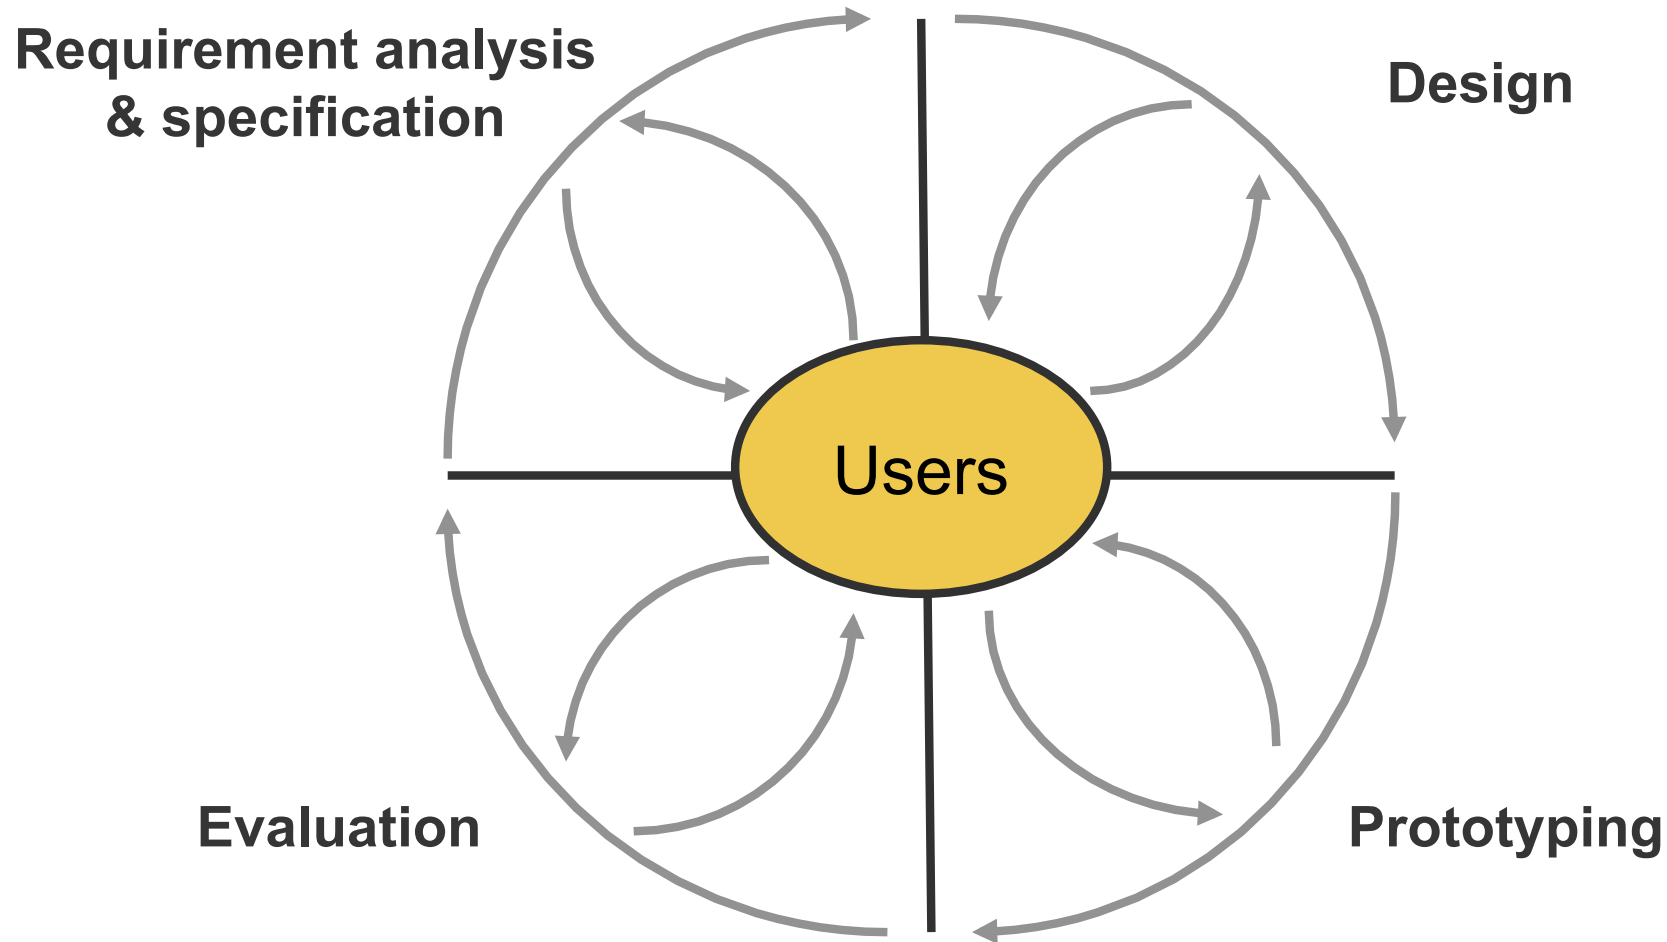 Requirement analysis
& specification
Design
Users
Evaluation
Prototyping